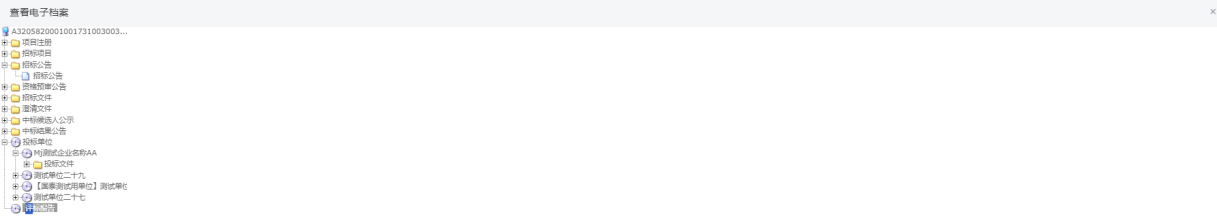 查看电子档案
×
A3205820001001731003003...
项目注册
招标项目
招标公告
招标公告
资格预审公告
招标文件
澄清文件
中标候选人公示
中标结果公告
投标单位
Mj测试企业名称AA
投标文件
测试单位二十九
【国泰测试用单位】测试单位
测试单位二十七